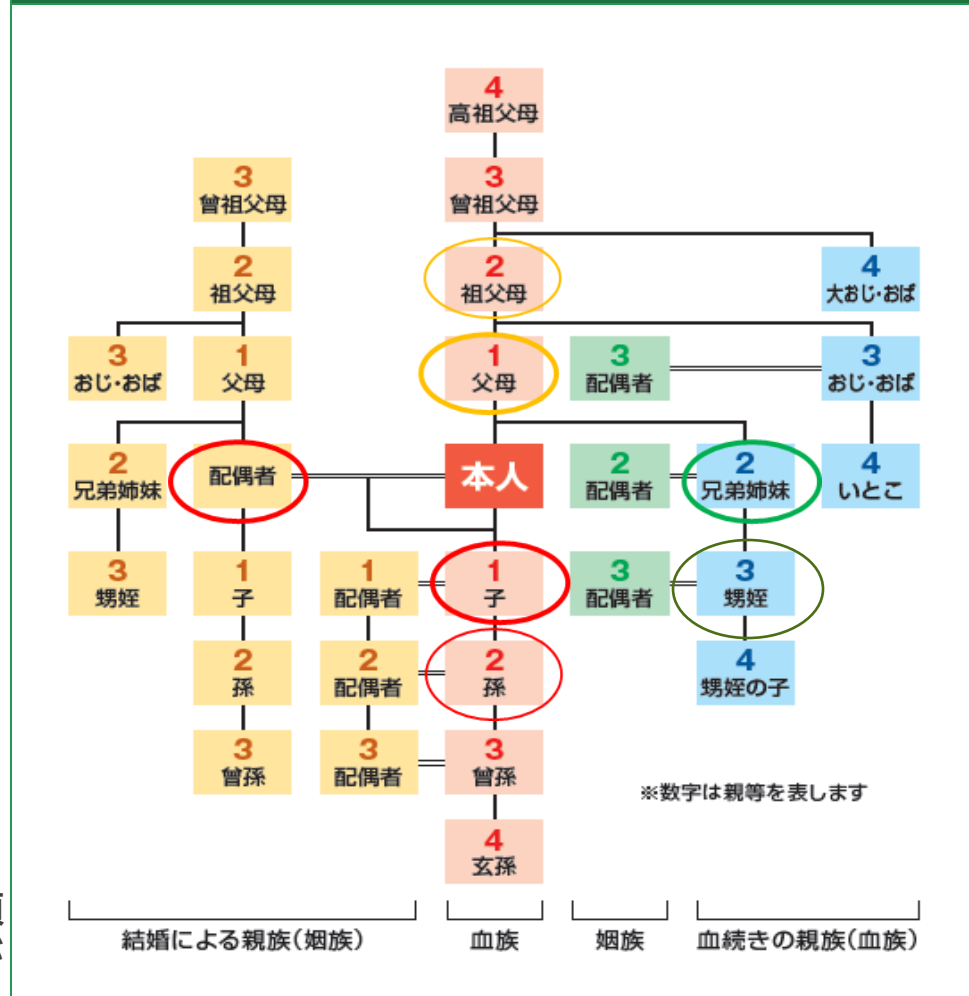 4
高祖父母
3
曾祖父母
3
曾祖父母
2
祖父母
2
祖父母
4
大おじ・おば
3
おじ・おば
1
父母
1
父母
3
配偶者
3
おじ・おば
2
兄弟姉妹
配偶者
本人
2
配偶者
2
兄弟姉妹
4
いとこ
3
甥姪
1
子
1
配偶者
1
子
3
配偶者
3
甥姪
2
孫
2
配偶者
2
孫
4
甥姪の子
3
曾孫
3
配偶者
3
曾孫
※数字は親等を表します
4
玄孫
結婚による親族（姻族）
血族
姻族
血続きの親族（血族）